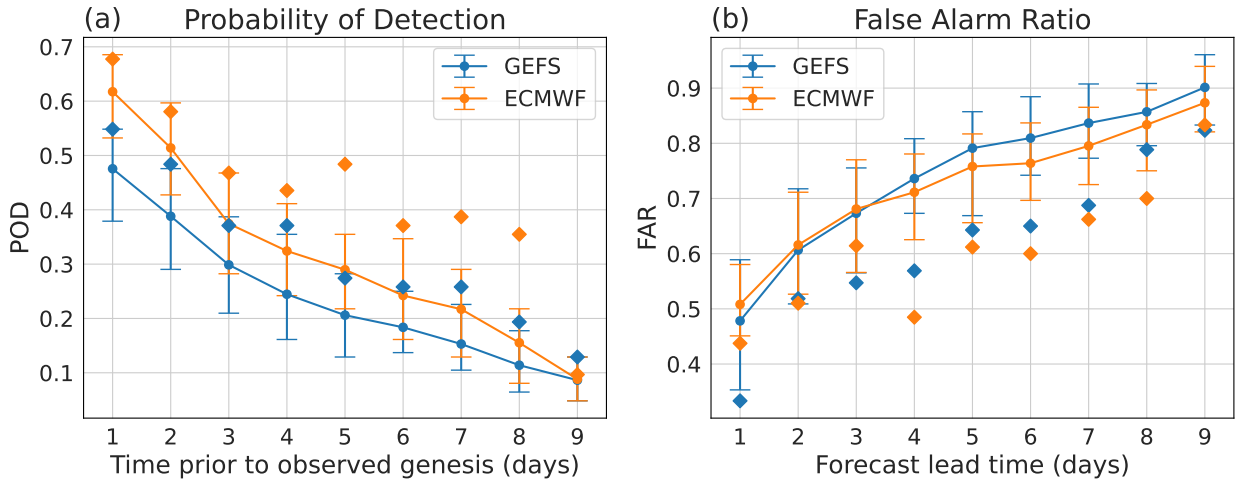 (a) Probability of Detection
0.7
0.6
0.5
0.4
0.3
0.2
0.1
POD
GEFS
ECMWF
1 2 3 4 5 6 7 8 9
Time prior to observed genesis (days)
(b) False Alarm Ratio
0.9
0.8
0.7
0.6
0.5
0.4
FAR
GEFS
ECMWF
1 2 3 4 5 6 7 8 9
Forecast lead time (days)